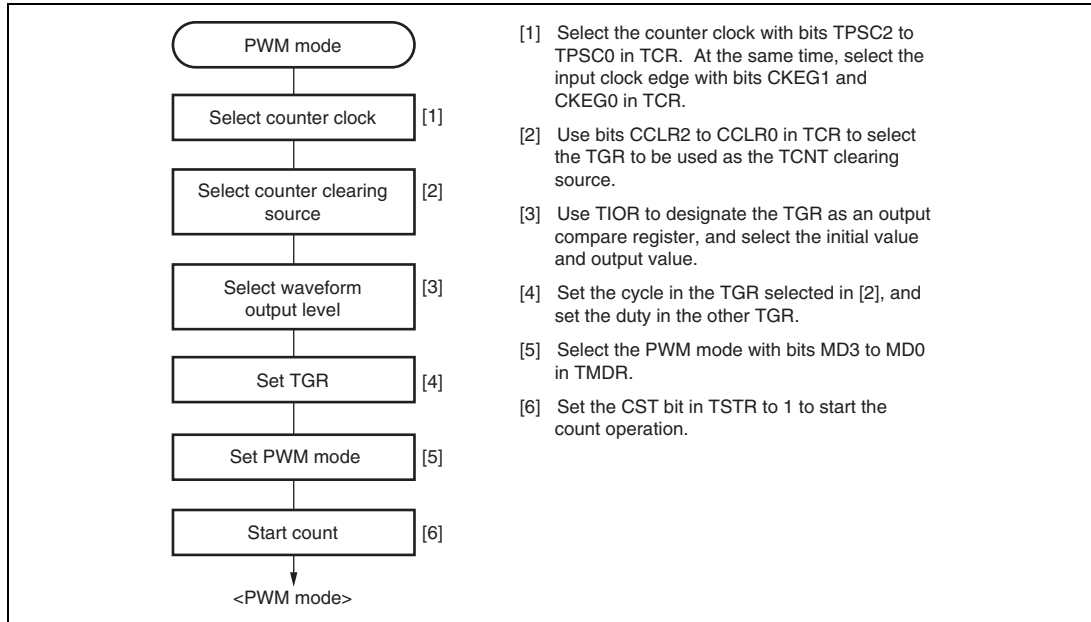 PWM mode
Select counter clock
[1]
Select counter clearing
source
[2]
Select waveform
output level
[3]
Set TGR
[4]
Set PWM mode
[5]
Start count
[6]
<PWM mode>
[1] Select the counter clock with bits TPSC2 to
TPSC0 in TCR. At the same time, select the
input clock edge with bits CKEG1 and
CKEG0 in TCR.
[2] Use bits CCLR2 to CCLR0 in TCR to select
the TGR to be used as the TCNT clearing
source.
[3] Use TIOR to designate the TGR as an output
compare register, and select the initial value
and output value.
[4] Set the cycle in the TGR selected in [2], and
set the duty in the other TGR.
[5] Select the PWM mode with bits MD3 to MD0
in TMDR.
[6] Set the CST bit in TSTR to 1 to start the
count operation.